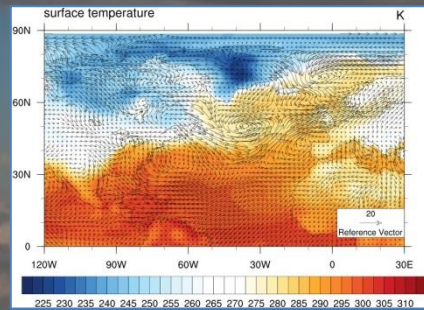 surface temperature K
90N
60N
30N
0
20
Reference Vector
120W 90W 60W 30W 0 30E
225 230 235 240 245 250 255 260 265 270 275 280 285 290 295 300 305 310